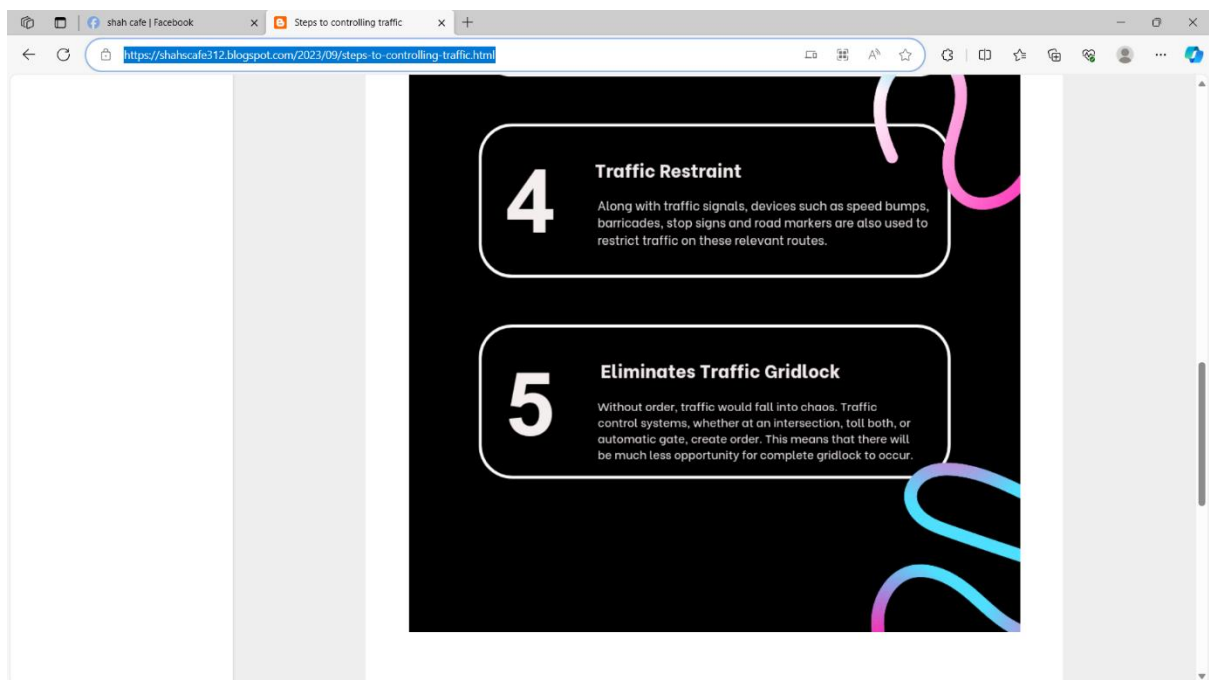 shah cafe | Facebook
Steps to controlling traffic
https://shahscafe312.blogspot.com/2023/09/steps-to-controlling-traffic.html
4
Traffic Restraint
Along with traffic signals, devices such as speed bumps,
barricades, stop signs and road markers are also used to
restrict traffic on these relevant routes.
5
Eliminates Traffic Gridlock
Without order, traffic would fall into chaos. Traffic
control systems, whether at an intersection, toll both, or
automatic gate, create order. This means that there will
be much less opportunity for complete gridlock to occur.